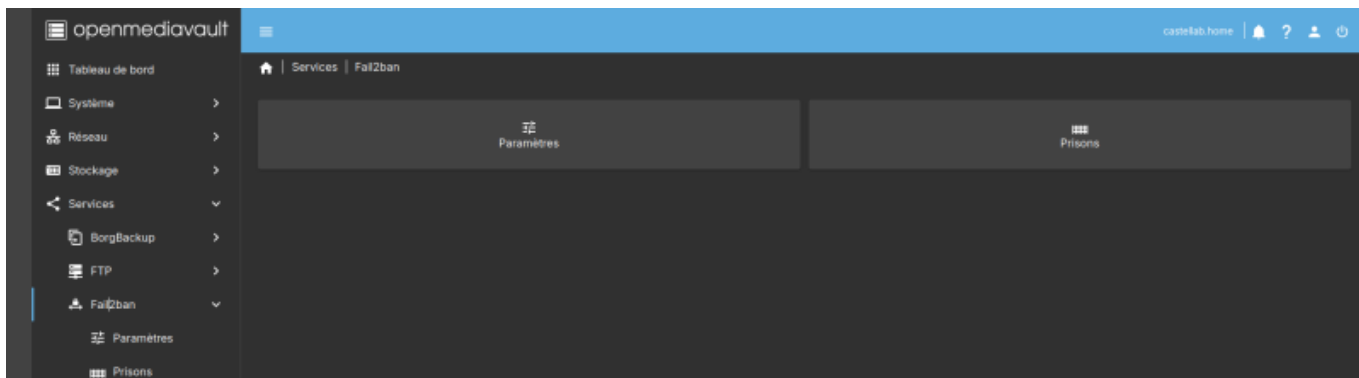 openmediavault
castellab.home
?
Tableau de bord
| Services | Fail2ban
Système
Réseau
Stockage
Services
BorgBackup
FTP
Fail2ban
Paramètres
Prisons
Paramètres
Prisons